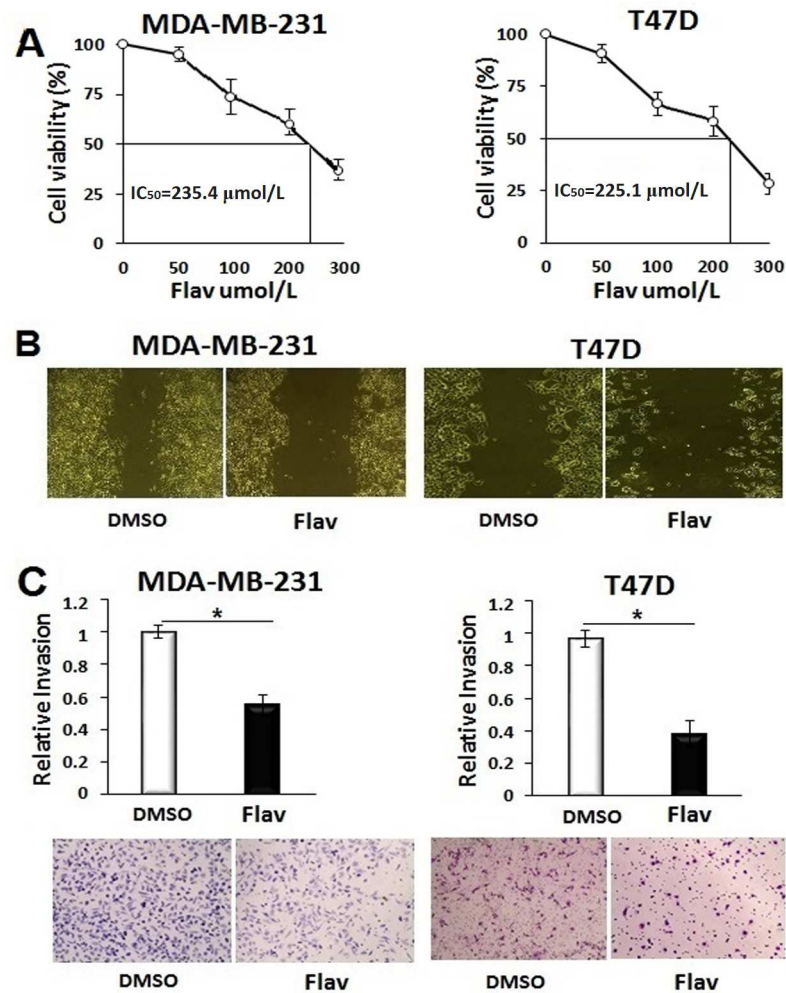 A
MDA-MB-231
T47D
Cell viability (%)
100
75
50
25
0
IC50=235.4 μmol/L
0 50 100 200 300
Flav umol/L
Cell viability (%)
100
75
50
25
0
IC50=225.1 μmol/L
0 50 100 200 300
Flav umol/L
B
MDA-MB-231
T47D
DMSO
Flav
DMSO
Flav
C
MDA-MB-231
T47D
Relative Invasion
1.2
1
0.8
0.6
0.4
0.2
0
*
DMSO
Flav
Relative Invasion
1.2
1
0.8
0.6
0.4
0.2
0
*
DMSO
Flav
DMSO
Flav
DMSO
Flav